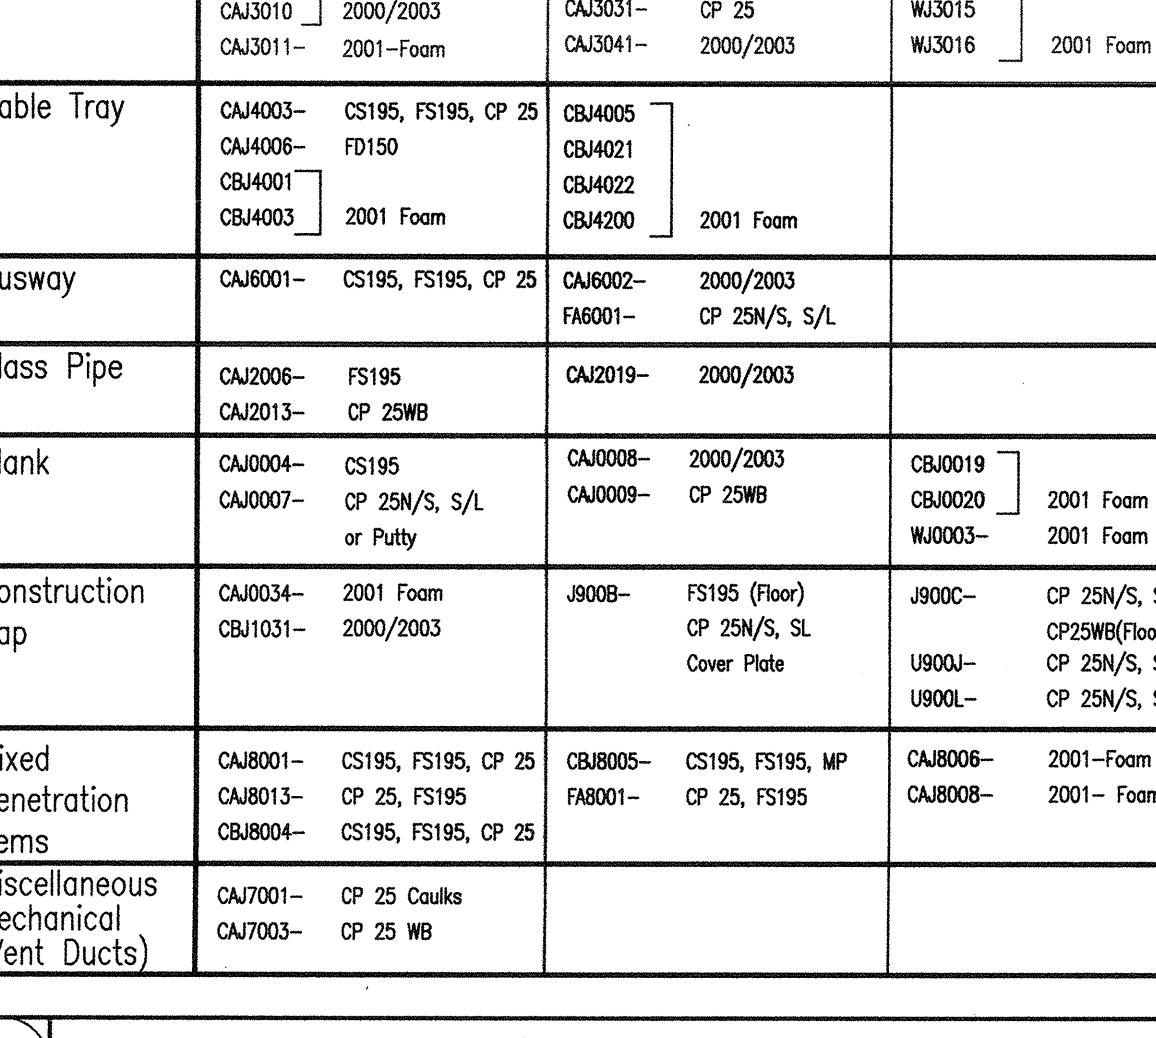 CAJ3010 2000/2003 CAJ3031- CP 25 WJ3015
CAJ3011- 2001-Foam CAJ3041- 2000/2003 WJ3016 2001 Foam
able Tray CAJ4003- CS195, FS195, CP 25 CBJ4005
CAJ4006- FD150 CBJ4021
CBJ4001 CBJ4022
CBJ4003 2001 Foam CBJ4200 2001 Foam
usway CAJ6001- CS195, FS195, CP 25 CAJ6002- 2000/2003
FA6001- CP 25N/S, S/L
lass Pipe CAJ2006- FS195 CAJ2019- 2000/2003
CAJ2013- CP 25WB
lank CAJ0004- CS195 CAJ0008- 2000/2003 CBJ0019
CAJ0007- CP 25N/S, S/L CAJ0009- CP 25WB CBJ0020 2001 Foam
or Putty WJ0003- 2001 Foam
onstruction CAJ0034- 2001 Foam J900B- FS195 (Floor) J900C- CP 25N/S, S
ap CBJ1031- 2000/2003 CP 25N/S, SL CP25WB(Floo
Cover Plate U900J- CP 25N/S, S
U900L- CP 25N/S, S
ixed CAJ8001- CS195, FS195, CP 25 CBJ8005- CS195, FS195, MP CAJ8006- 2001-Foam
enetration CAJ8013- CP 25, FS195 FA8001- CP 25, FS195 CAJ8008- 2001- Foam
ems CBJ8004- CS195, FS195, CP 25
iscellaneous CAJ7001- CP 25 Caulks
echanical CAJ7003- CP 25 WB
Vent Ducts)